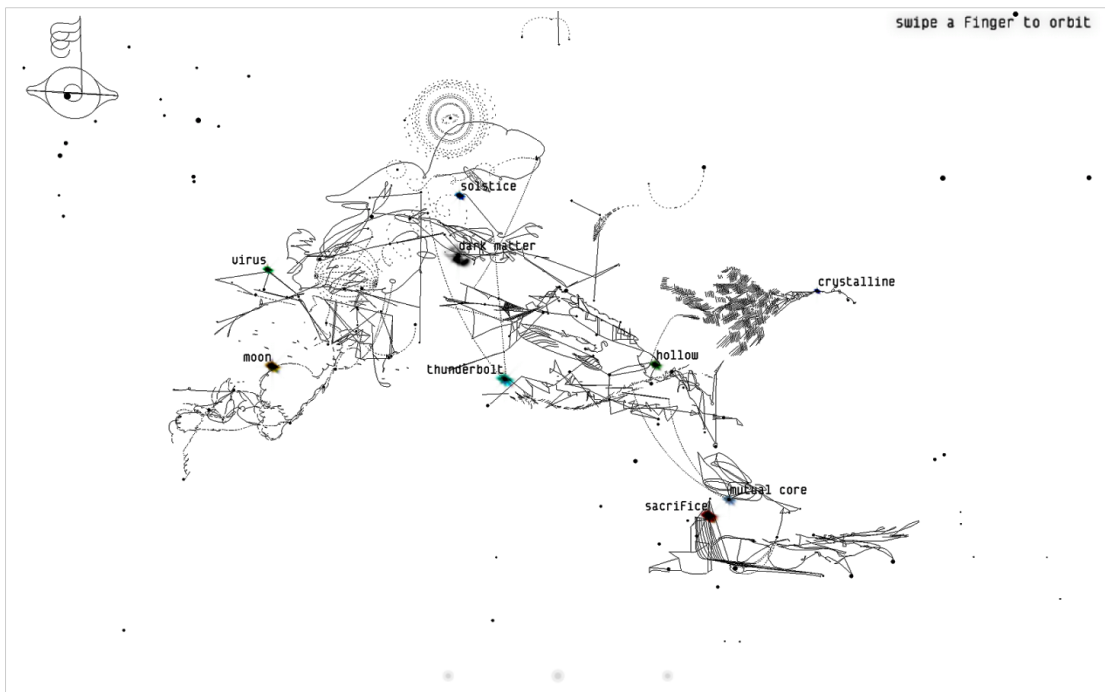 swipe a Finger to orbit
solstice
dark matter
virus
crystalline
moon
hollow
thunderbolt
mutual core
sacriFice